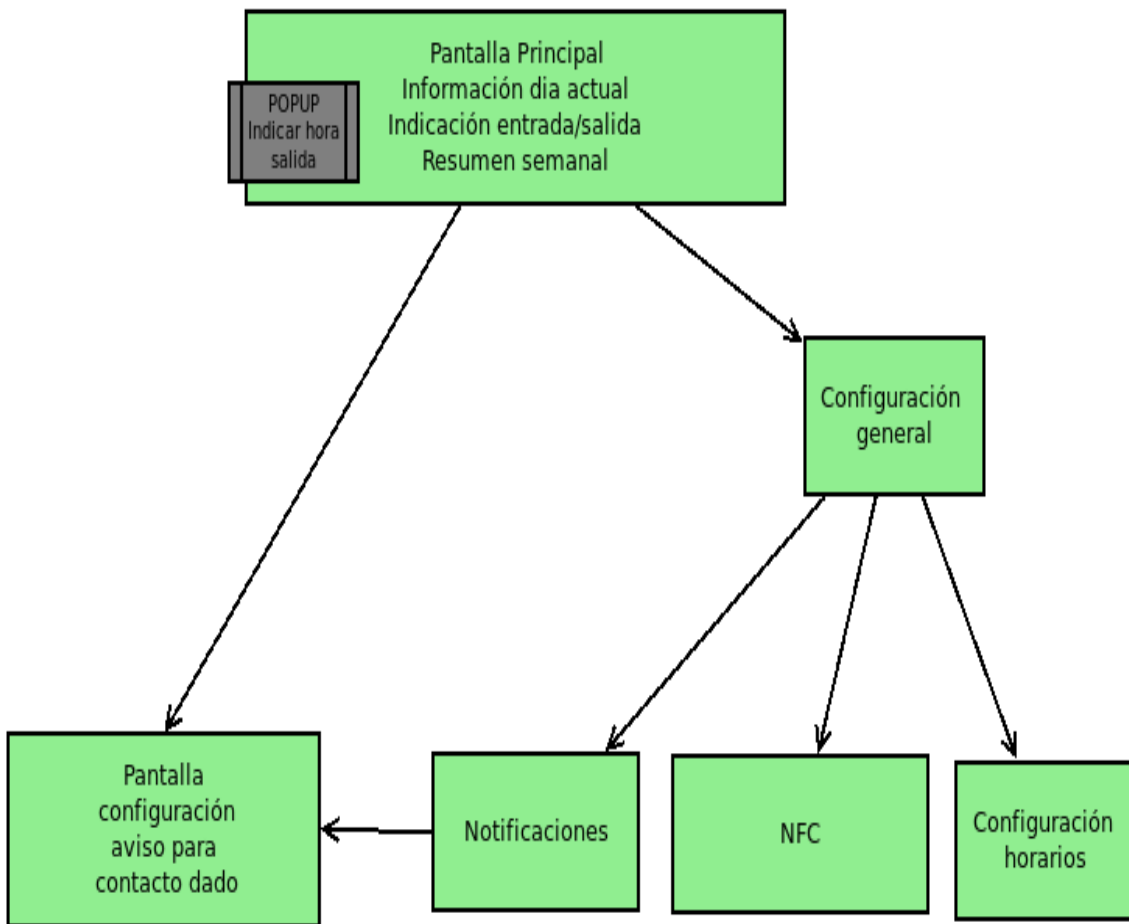 Pantalla Principal
Información dia actual
Indicación entrada/salida
Resumen semanal
POPUP
Indicar hora
salida
Configuración
general
Pantalla
configuración
aviso para
contacto dado
Notificaciones
NFC
Configuración
horarios